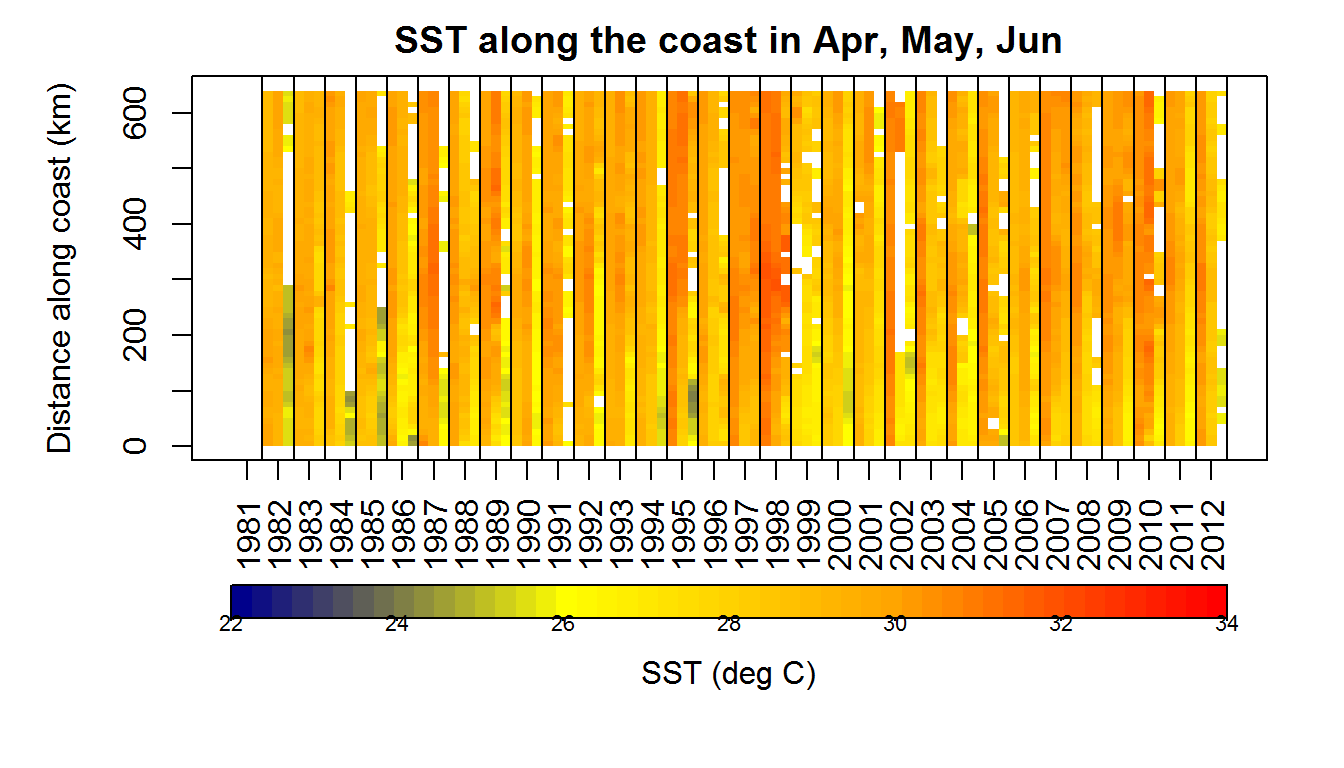 SST along the coast in Apr, May, Jun
Distance along coast (km)
600
400
200
0
1981 1982 1983 1984 1985 1986 1987 1988 1989 1990 1991 1992 1993 1994 1995 1996 1997 1998 1999 2000 2001 2002 2003 2004 2005 2006 2007 2008 2009 2010 2011 2012
22 24 26 28 30 32 34
SST (deg C)